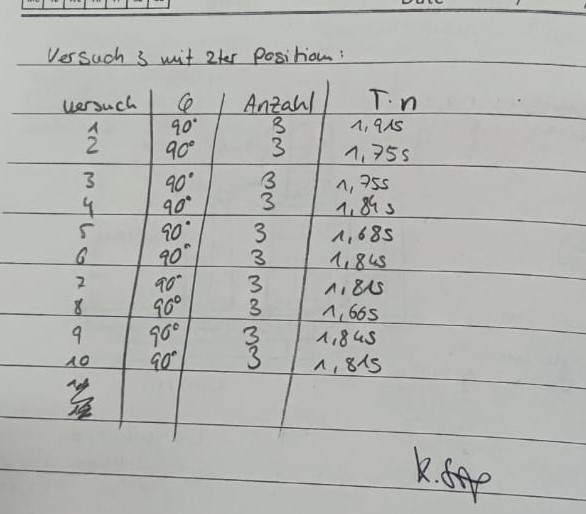 Date
Versuch 3 mit 2ter Position:
Versuch φ Anzahl T·n
1 90° 3 1,91s
2 90° 3 1,75s
3 90° 3 1,75s
4 90° 3 1,84s
5 90° 3 1,68s
6 90° 3 1,84s
7 90° 3 1,81s
8 90° 3 1,66s
9 90° 3 1,84s
10 90° 3 1,81s